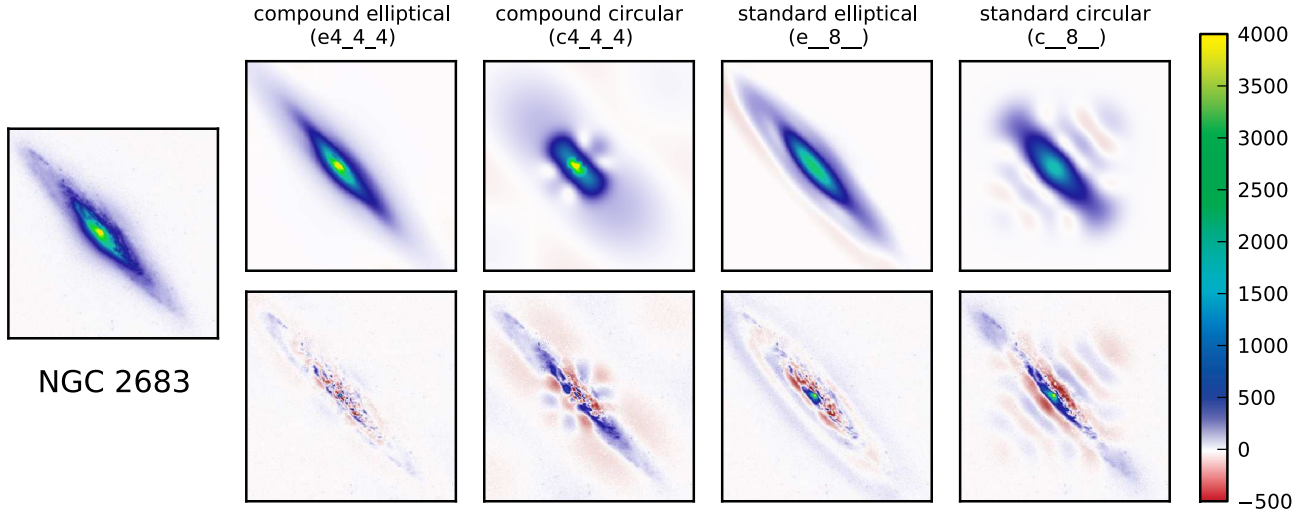 compound elliptical
(e4_4_4)
compound circular
(c4_4_4)
standard elliptical
(e__8__)
standard circular
(c__8__)
NGC 2683
4000
3500
3000
2500
2000
1500
1000
500
0
−500